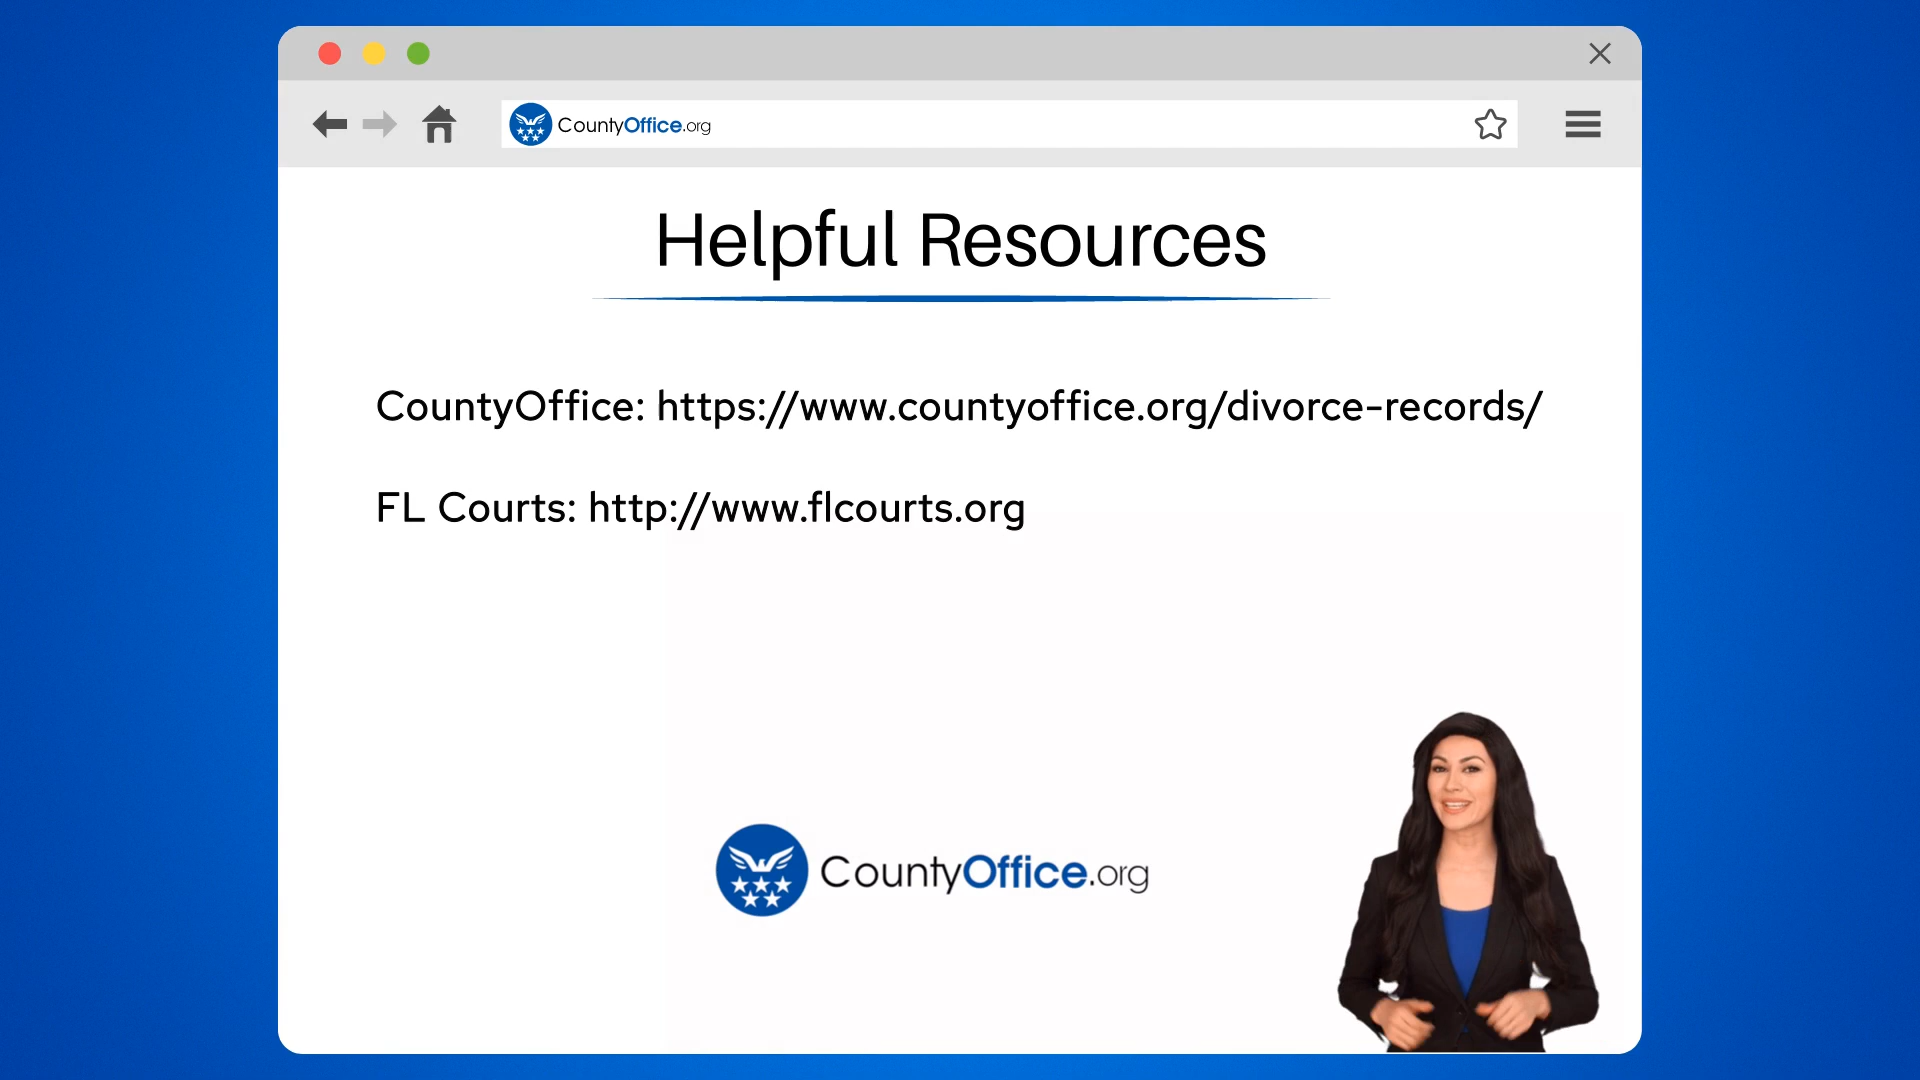 CountyOffice.org
Helpful Resources
CountyOffice: https://www.countyoffice.org/divorce-records/
FL Courts: http://www.flcourts.org
CountyOffice.org